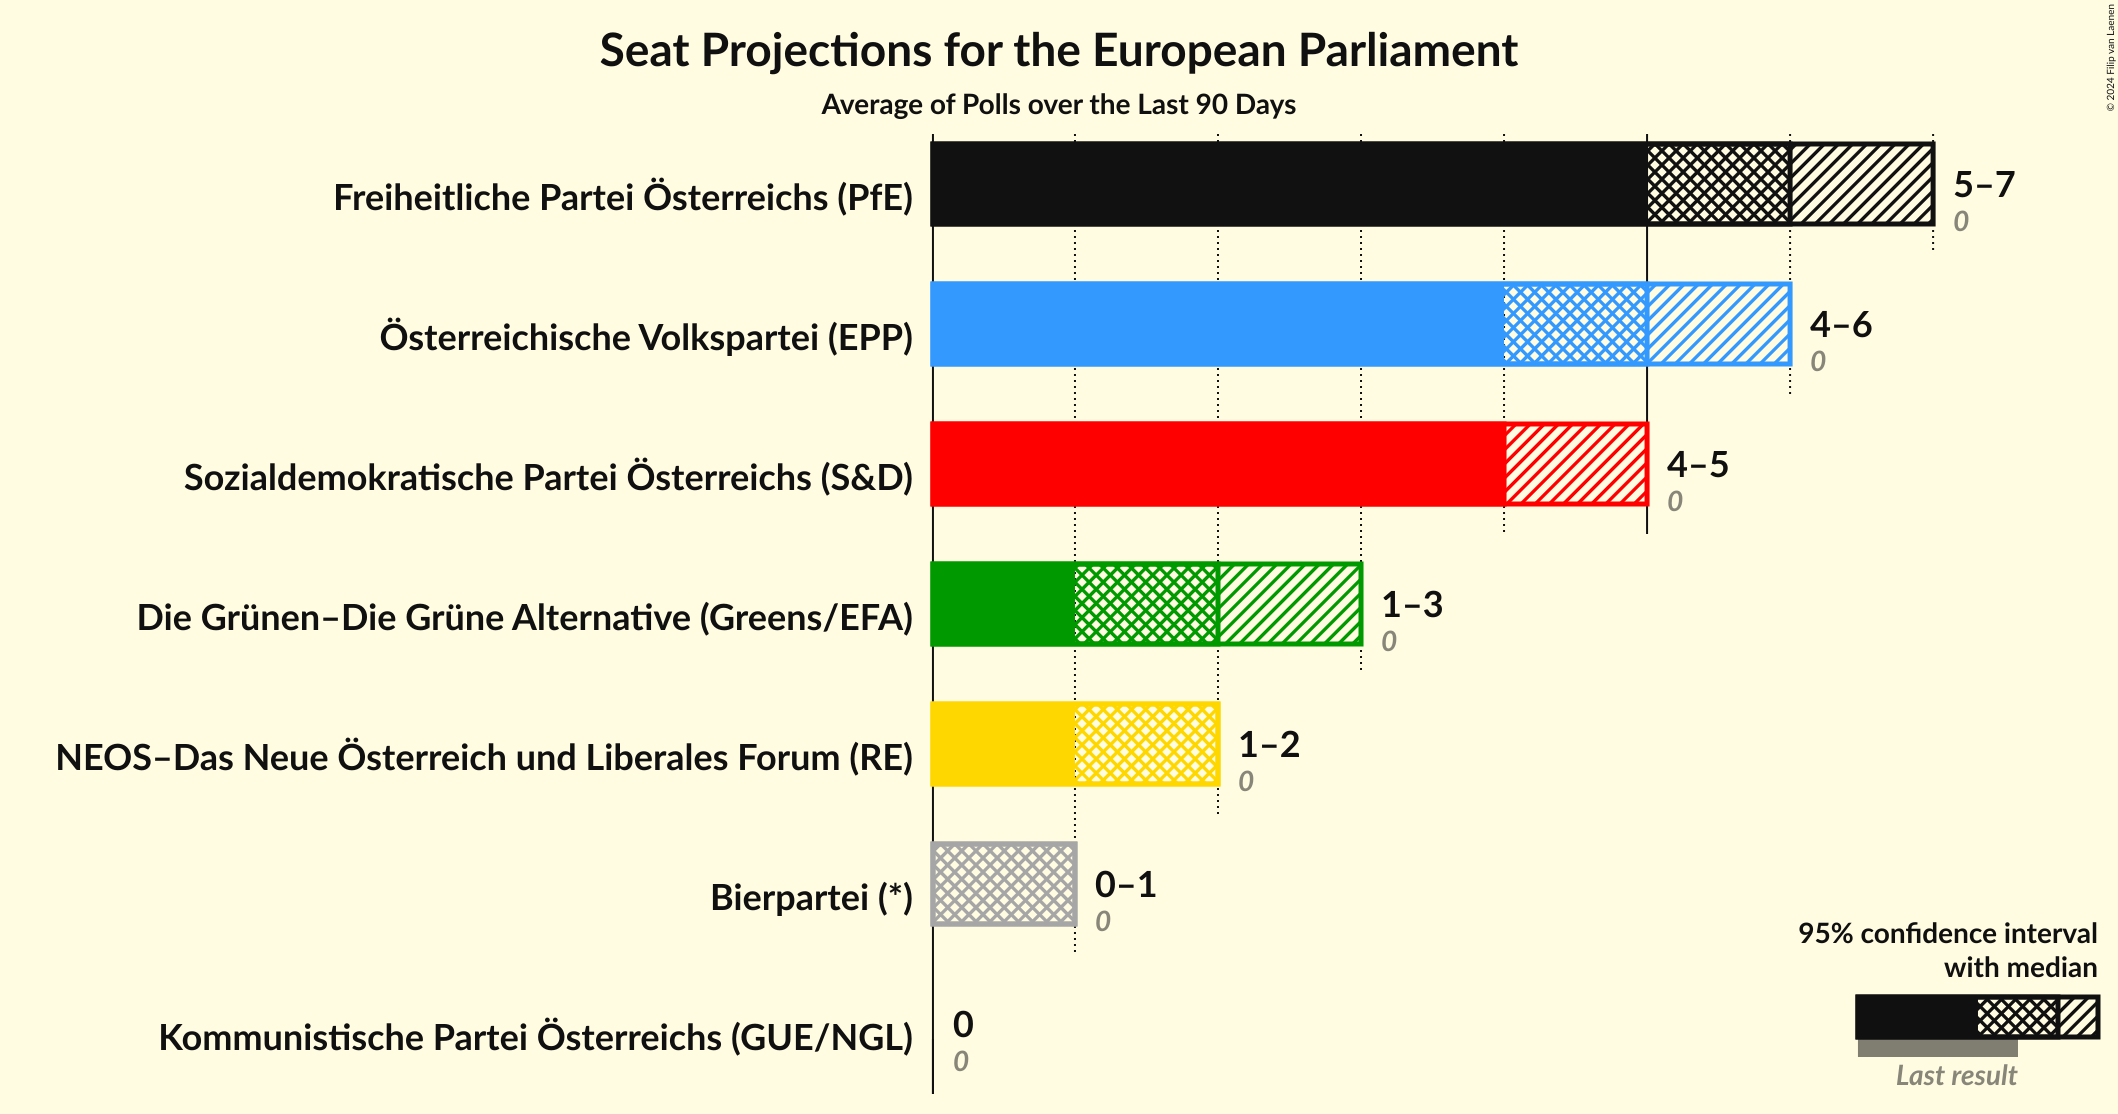 Seat Projections for the European Parliament
Average of Polls over the Last 90 Days
© 2024 Filip van Laenen
Freiheitliche Partei Österreichs (PfE)
5–7
0
Österreichische Volkspartei (EPP)
4–6
0
Sozialdemokratische Partei Österreichs (S&D)
4–5
0
Die Grünen–Die Grüne Alternative (Greens/EFA)
1–3
0
NEOS–Das Neue Österreich und Liberales Forum (RE)
1–2
0
Bierpartei (*)
0–1
0
Kommunistische Partei Österreichs (GUE/NGL)
0
0
95% confidence interval
with median
Last result